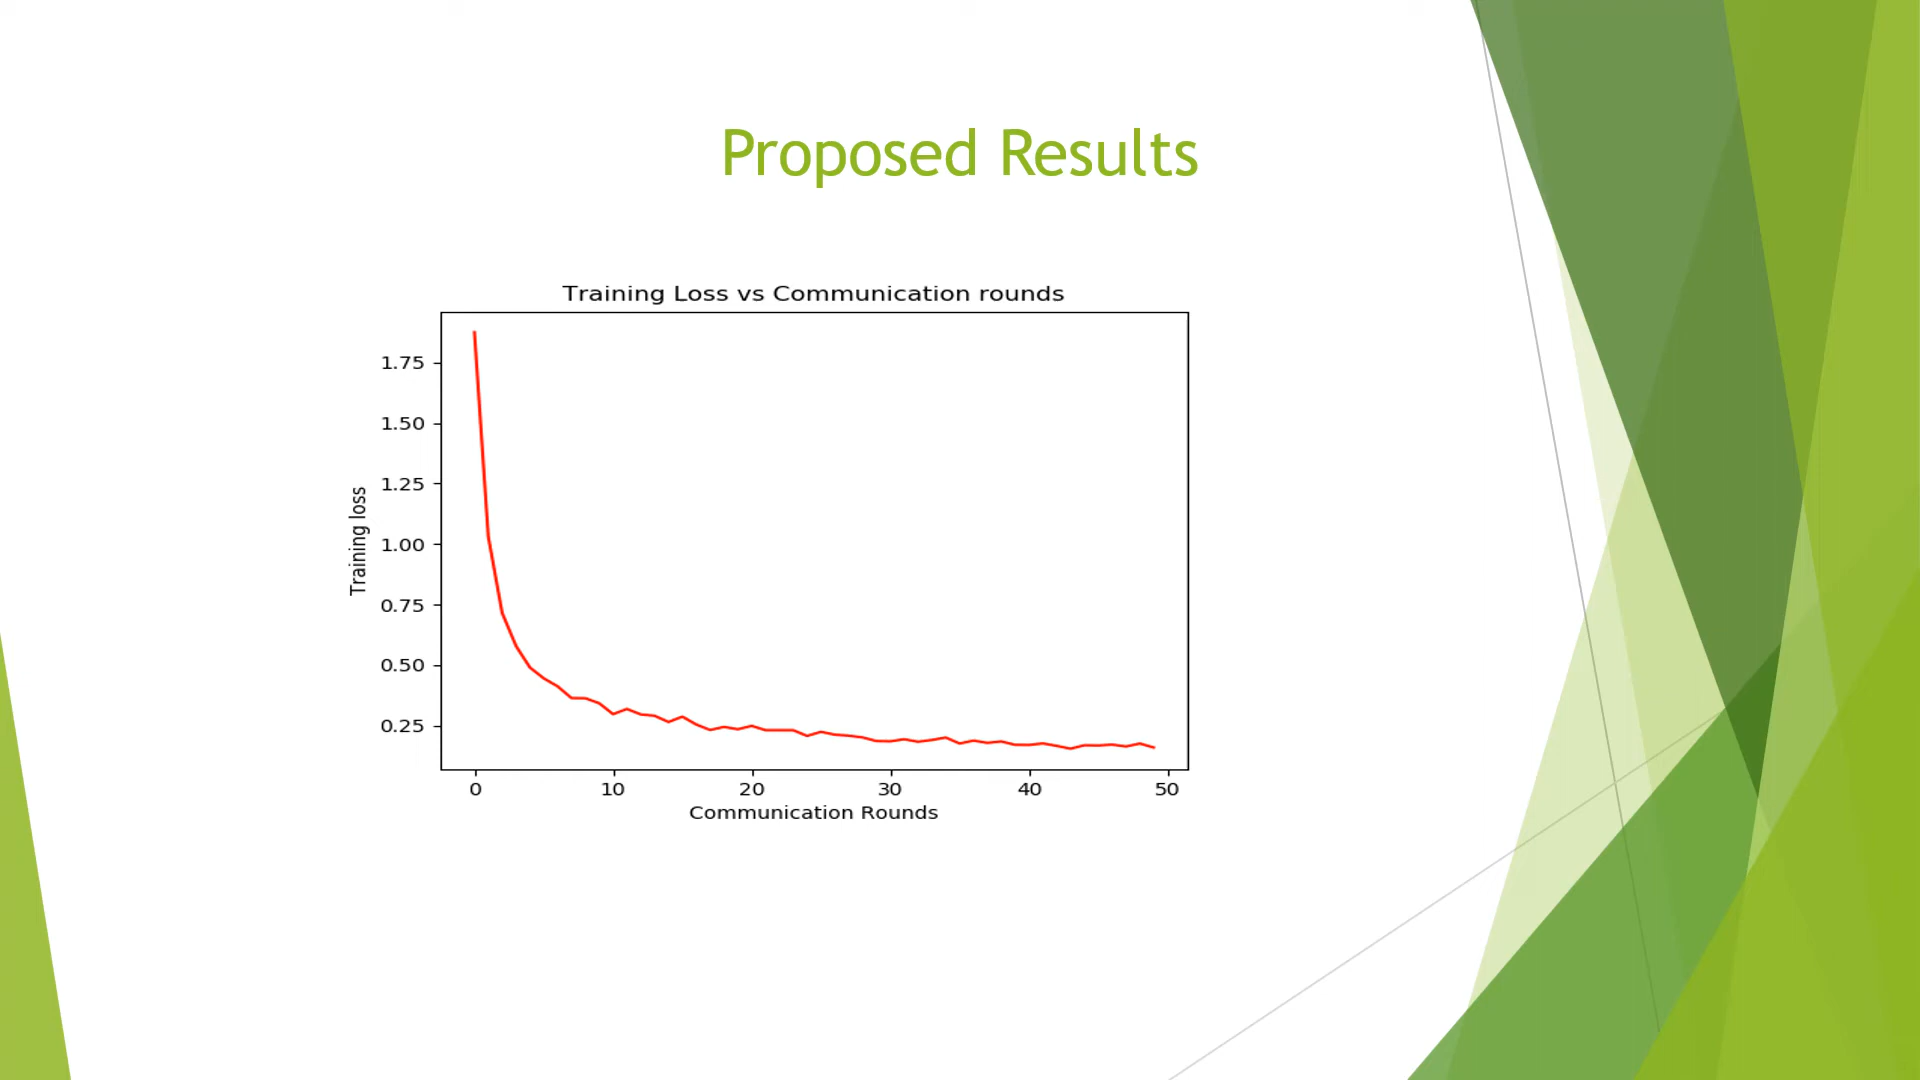 Proposed Results
Training Loss vs Communication rounds
Training loss
1.75
1.50
1.25
1.00
0.75
0.50
0.25
0 10 20 30 40 50
Communication Rounds